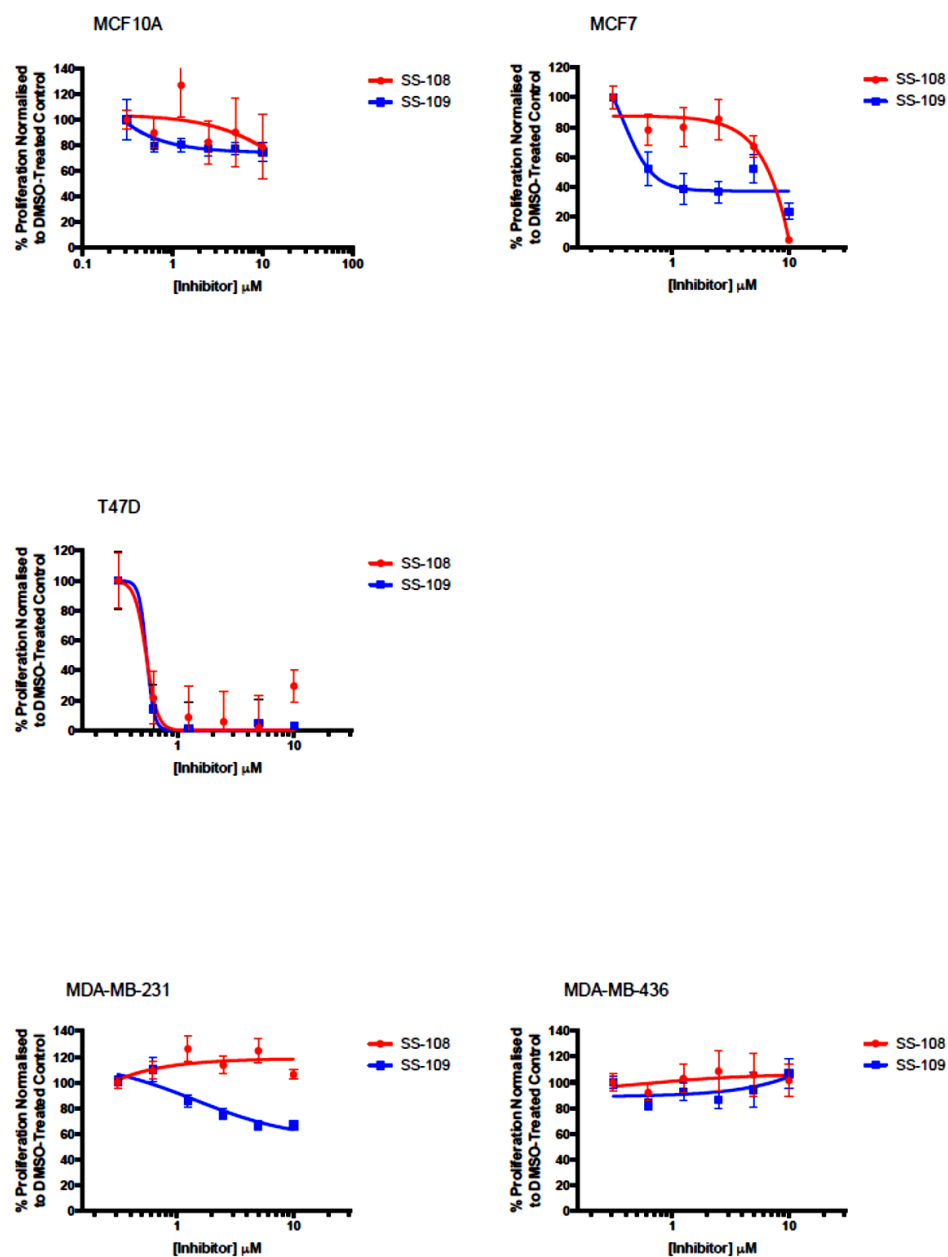 MCF10A
% Proliferation Normalised
to DMSO-Treated Control
140
120
100
80
60
40
20
0
0.1
1
10
100
[Inhibitor] μM
SS-108
SS-109
MCF7
% Proliferation Normalised
to DMSO-Treated Control
120
100
80
60
40
20
0
1
10
[Inhibitor] μM
SS-108
SS-109
T47D
% Proliferation Normalised
to DMSO-Treated Control
120
100
80
60
40
20
0
1
10
[Inhibitor] μM
SS-108
SS-109
MDA-MB-231
% Proliferation Normalised
to DMSO-Treated Control
140
120
100
80
60
40
20
0
1
10
[Inhibitor] μM
SS-108
SS-109
MDA-MB-436
% Proliferation Normalised
to DMSO-Treated Control
140
120
100
80
60
40
20
0
1
10
[Inhibitor] μM
SS-108
SS-109